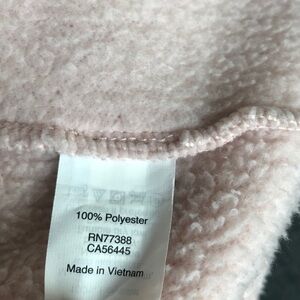 100% Polyester
RN77388
CA56445
Made in Vietnam